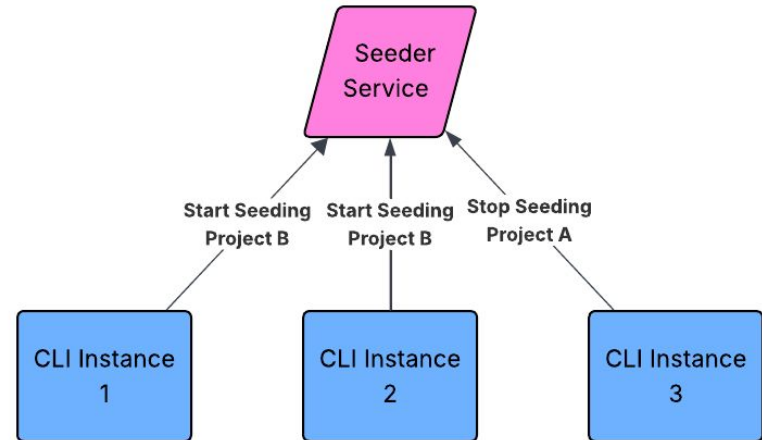 Seeder
Service
Start Seeding
Project B
Start Seeding
Project B
Stop Seeding
Project A
CLI Instance
1
CLI Instance
2
CLI Instance
3